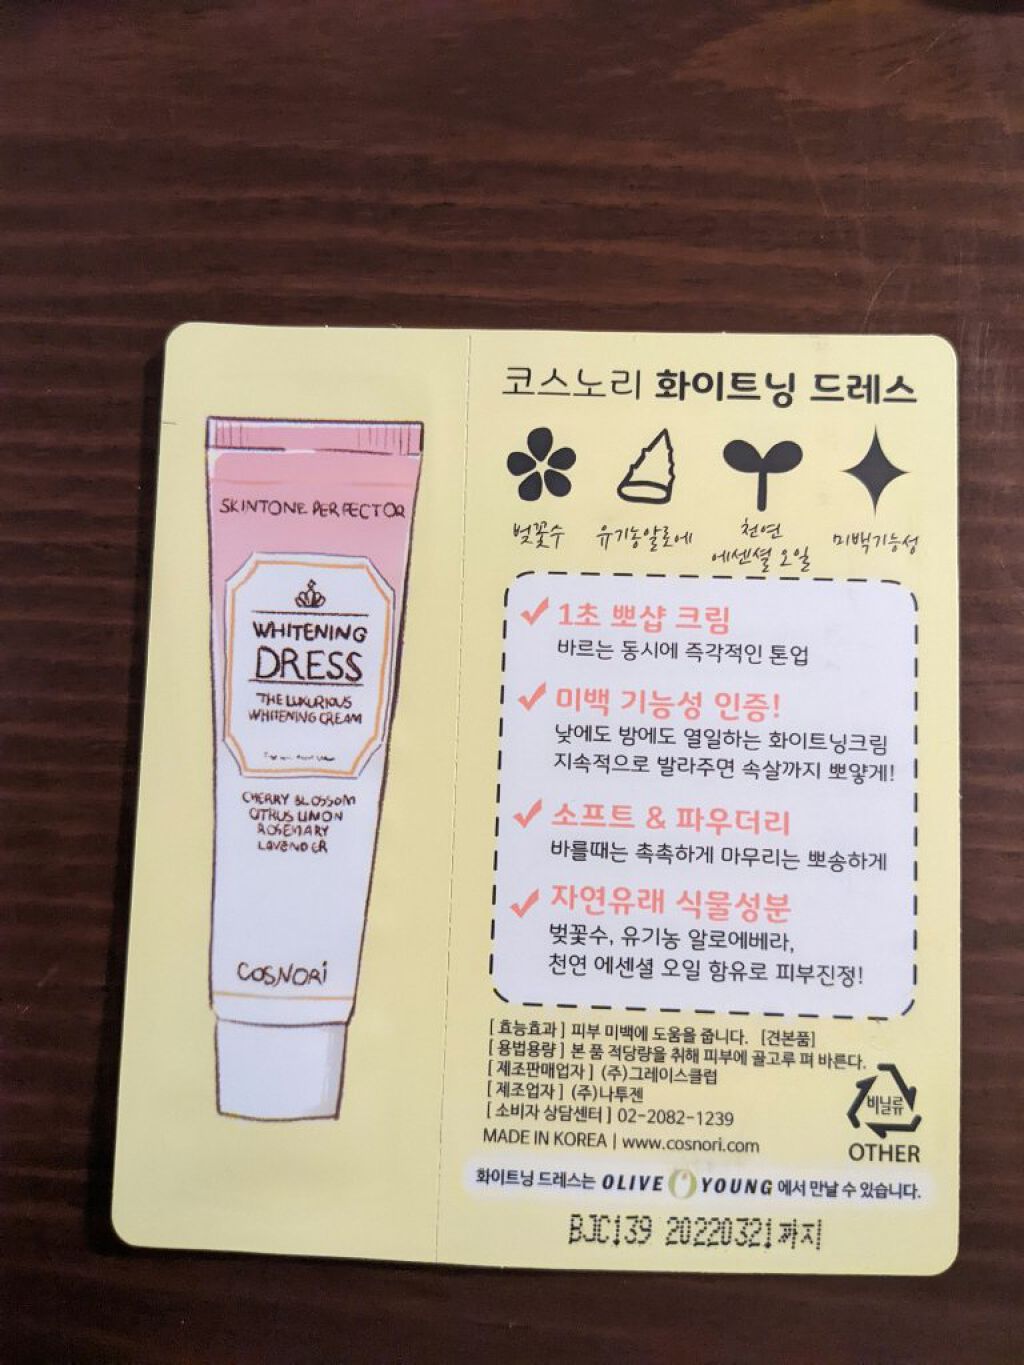 SKINTONE PERFECTOR
WHITENING
DRESS
THE LUXURIOUS
WHITENING CREAM
CHERRY BLOSSOM
CITRUS LIMON
ROSEMARY
LAVENDER
COSNORi
코스노리 화이트닝 드레스
벚꽃수
유기농알로에
천연
에센셜 오일
미백기능성
1초 뽀샵 크림
바르는 동시에 즉각적인 톤업
미백 기능성 인증!
낮에도 밤에도 열일하는 화이트닝크림
지속적으로 발라주면 속살까지 뽀얗게!
소프트 & 파우더리
바를때는 촉촉하게 마무리는 뽀송하게
자연유래 식물성분
벚꽃수, 유기농 알로에베라,
천연 에센셜 오일 함유로 피부진정!
[ 효능효과 ] 피부 미백에 도움을 줍니다. [견본품]
[ 용법용량 ] 본 품 적당량을 취해 피부에 골고루 펴 바른다.
[ 제조판매업자 ] (주)그레이스클럽
[ 제조업자 ] (주)나투젠
[ 소비자 상담센터 ] 02-2082-1239
MADE IN KOREA | www.cosnori.com
비닐류
OTHER
화이트닝 드레스는 OLIVE YOUNG 에서 만날 수 있습니다.
BJC139 20220321까지